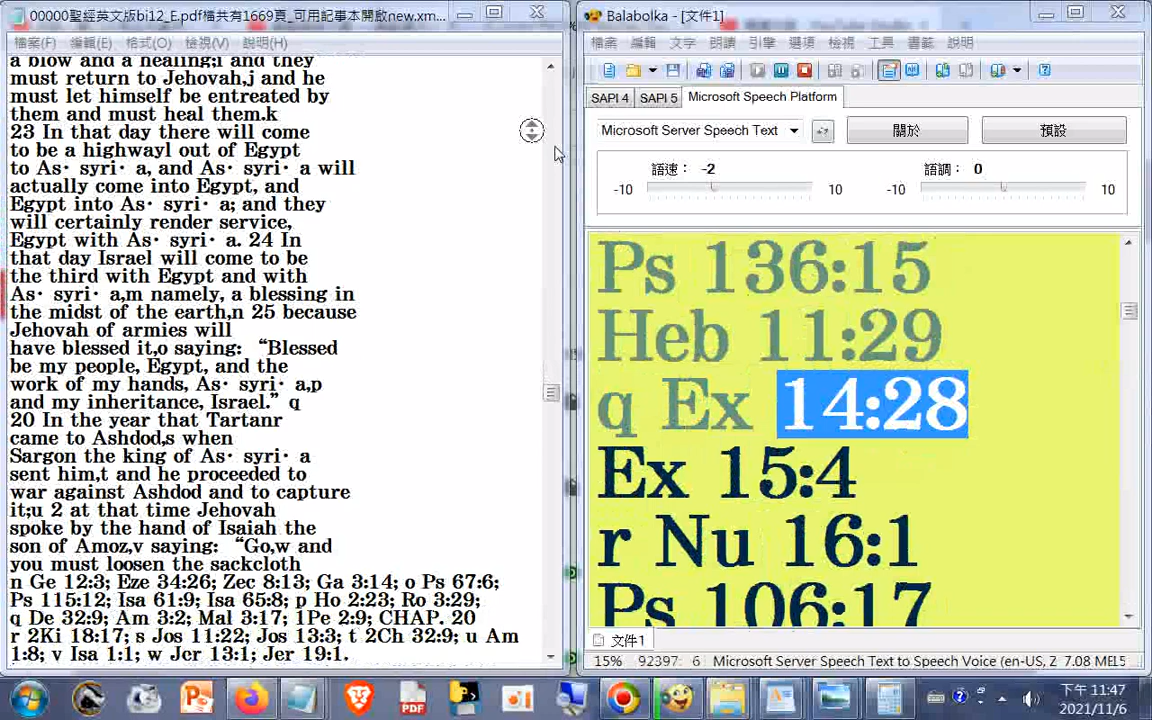 00000聖經英文版bi12_E.pdf檔共有1669頁_可用記事本開啟new.xm...
檔案(F) 編輯(E) 格式(O) 檢視(V) 說明(H)
a blow and a healing;i and they
must return to Jehovah,j and he
must let himself be entreated by
them and must heal them.k
23 In that day there will come
to be a highwayl out of Egypt
to As· syri· a, and As· syri· a will
actually come into Egypt, and
Egypt into As· syri· a; and they
will certainly render service,
Egypt with As· syri· a. 24 In
that day Israel will come to be
the third with Egypt and with
As· syri· a,m namely, a blessing in
the midst of the earth,n 25 because
Jehovah of armies will
have blessed it,o saying: “Blessed
be my people, Egypt, and the
work of my hands, As· syri· a,p
and my inheritance, Israel.” q
20 In the year that Tartanr
came to Ashdod,s when
Sargon the king of As· syri· a
sent him,t and he proceeded to
war against Ashdod and to capture
it;u 2 at that time Jehovah
spoke by the hand of Isaiah the
son of Amoz,v saying: “Go,w and
you must loosen the sackcloth
n Ge 12:3; Eze 34:26; Zec 8:13; Ga 3:14; o Ps 67:6;
Ps 115:12; Isa 61:9; Isa 65:8; p Ho 2:23; Ro 3:29;
q De 32:9; Am 3:2; Mal 3:17; 1Pe 2:9; CHAP. 20
r 2Ki 18:17; s Jos 11:22; Jos 13:3; t 2Ch 32:9; u Am
1:8; v Isa 1:1; w Jer 13:1; Jer 19:1.
Balabolka - [文件1]
檔案 編輯 文字 朗讀 引擎 選項 檢視 工具 書籤 說明
SAPI 4 SAPI 5 Microsoft Speech Platform
Microsoft Server Speech Text 關於 預設
語速： -2 語調： 0
-10 10 -10 10
Ps 136:15
Heb 11:29
q Ex 14:28
Ex 15:4
r Nu 16:1
Ps 106:17
文件1
15% 92397: 6 Microsoft Server Speech Text to Speech Voice (en-US, Z 7.08 МБ15
下午 11:47
2021/11/6